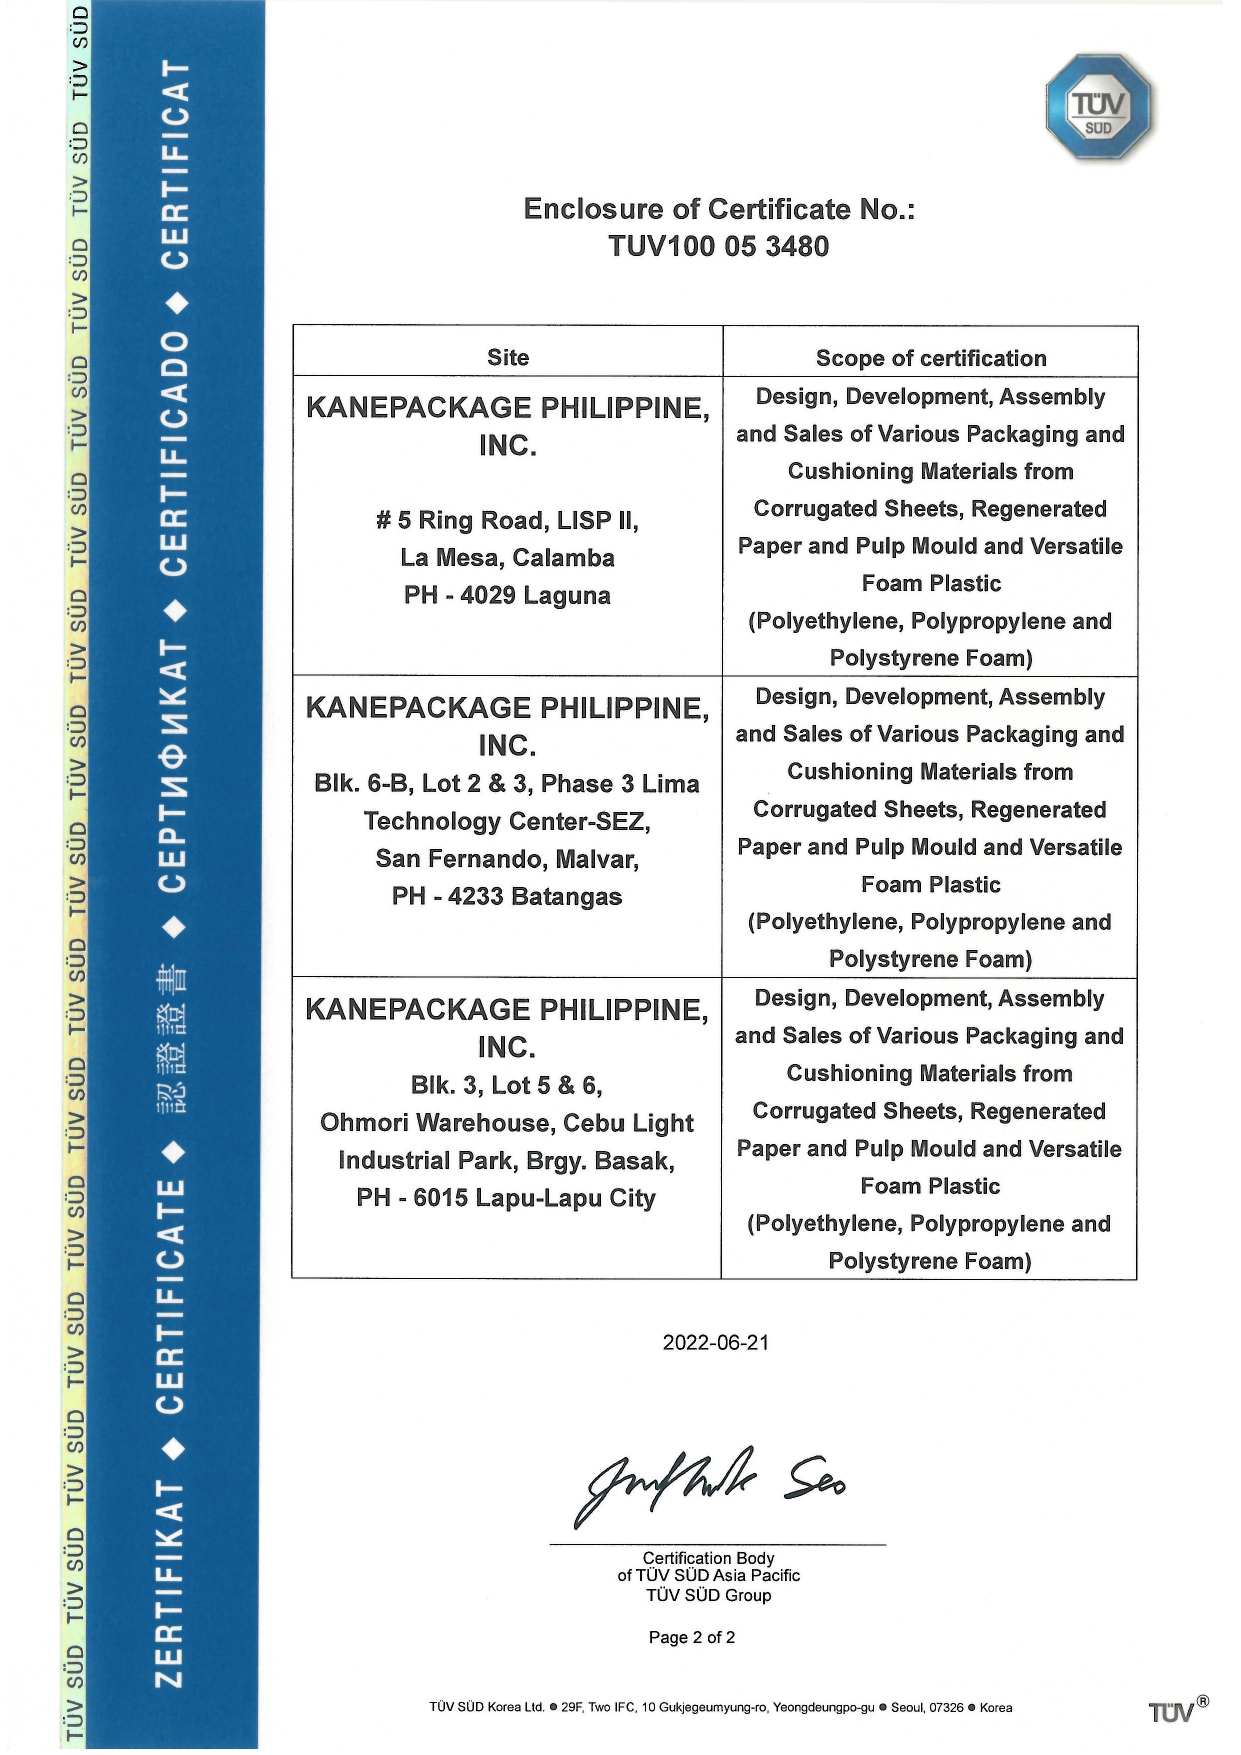 TÜV SÜD TÜV SÜD TÜV SÜD TÜV SÜD TÜV SÜD TÜV SÜD TÜV SÜD TÜV SÜD TÜV SÜD TÜV SÜD TÜV SÜD TÜV SÜD TÜV SÜD TÜV SÜD TÜV SÜD
ZERTIFIKAT ◆ CERTIFICATE ◆ 認證證書 ◆ СЕРТИФИКАТ ◆ CERTIFICADO ◆ CERTIFICAT
TÜV
SÜD
Enclosure of Certificate No.:
TUV100 05 3480
Site
Scope of certification
KANEPACKAGE PHILIPPINE,
INC.
# 5 Ring Road, LISP II,
La Mesa, Calamba
PH - 4029 Laguna
Design, Development, Assembly
and Sales of Various Packaging and
Cushioning Materials from
Corrugated Sheets, Regenerated
Paper and Pulp Mould and Versatile
Foam Plastic
(Polyethylene, Polypropylene and
Polystyrene Foam)
KANEPACKAGE PHILIPPINE,
INC.
Blk. 6-B, Lot 2 & 3, Phase 3 Lima
Technology Center-SEZ,
San Fernando, Malvar,
PH - 4233 Batangas
Design, Development, Assembly
and Sales of Various Packaging and
Cushioning Materials from
Corrugated Sheets, Regenerated
Paper and Pulp Mould and Versatile
Foam Plastic
(Polyethylene, Polypropylene and
Polystyrene Foam)
KANEPACKAGE PHILIPPINE,
INC.
Blk. 3, Lot 5 & 6,
Ohmori Warehouse, Cebu Light
Industrial Park, Brgy. Basak,
PH - 6015 Lapu-Lapu City
Design, Development, Assembly
and Sales of Various Packaging and
Cushioning Materials from
Corrugated Sheets, Regenerated
Paper and Pulp Mould and Versatile
Foam Plastic
(Polyethylene, Polypropylene and
Polystyrene Foam)
2022-06-21
Seo
Certification Body
of TÜV SÜD Asia Pacific
TÜV SÜD Group
Page 2 of 2
TÜV SÜD Korea Ltd. ● 29F, Two IFC, 10 Gukjegeumyung-ro, Yeongdeungpo-gu ● Seoul, 07326 ● Korea
TÜV®